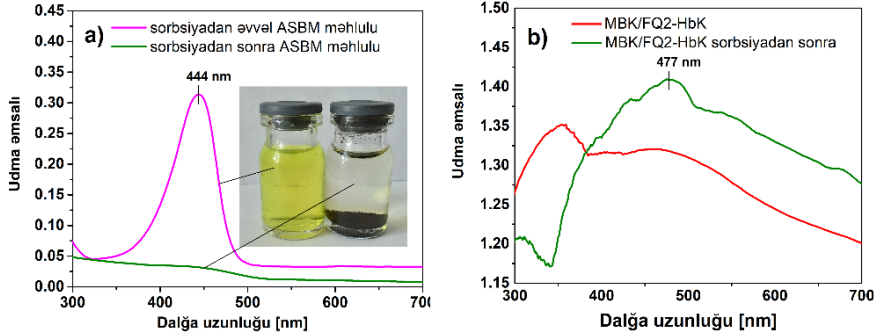 a)
sorbsiyadan əvvəl ASBM məhlulu
sorbsiyadan sonra ASBM məhlulu
444 nm
Udma əmsalı
0.45
0.40
0.35
0.30
0.25
0.20
0.15
0.10
0.05
0.00
300
400
500
600
700
Dalğa uzunluğu [nm]
b)
MBK/FQ2-HbK
MBK/FQ2-HbK sorbsiyadan sonra
477 nm
Udma əmsalı
1.50
1.45
1.40
1.35
1.30
1.25
1.20
1.15
300
400
500
600
700
Dalğa uzunluğu [nm]